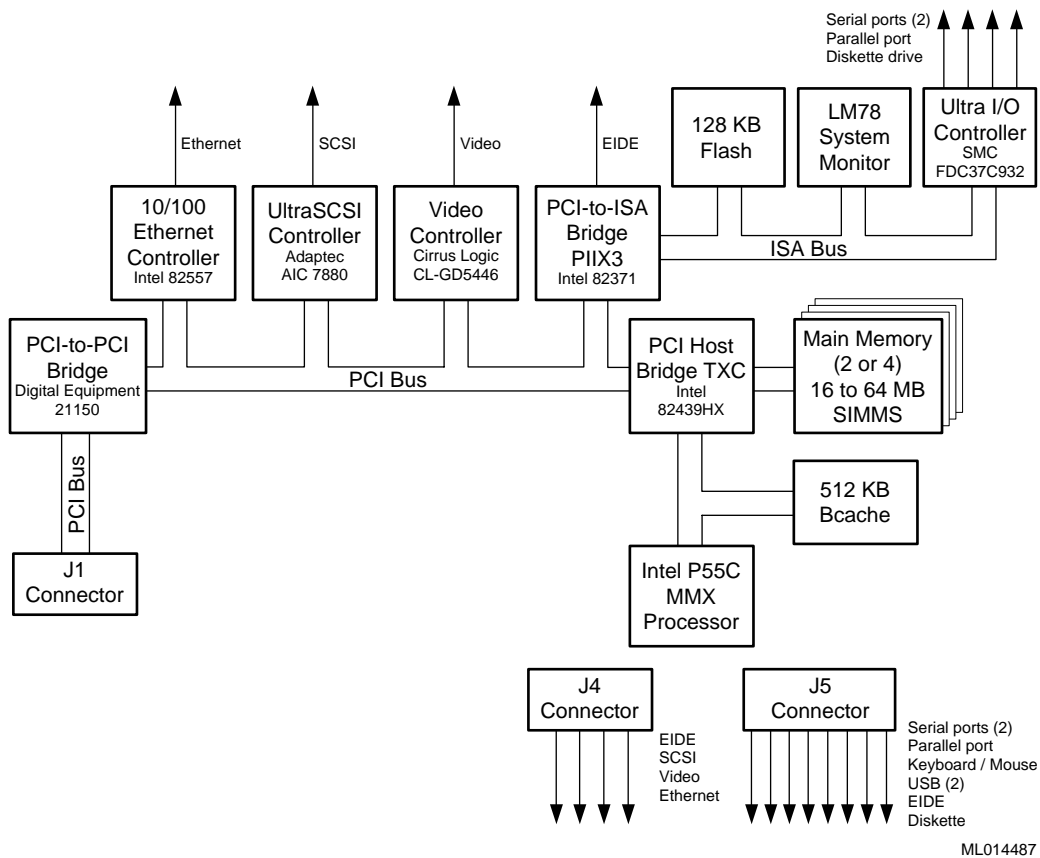 Serial ports (2)
Parallel port
Diskette drive
Ethernet
SCSI
Video
EIDE
128 KB
Flash
LM78
System
Monitor
Ultra I/O
Controller
SMC
FDC37C932
10/100
Ethernet
Controller
Intel 82557
UltraSCSI
Controller
Adaptec
AIC 7880
Video
Controller
Cirrus Logic
CL-GD5446
PCI-to-ISA
Bridge
PIIX3
Intel 82371
ISA Bus
PCI-to-PCI
Bridge
Digital Equipment
21150
PCI Bus
PCI Host
Bridge TXC
Intel
82439HX
Main Memory
(2 or 4)
16 to 64 MB
SIMMS
PCI Bus
512 KB
Bcache
J1
Connector
Intel P55C
MMX
Processor
J4
Connector
EIDE
SCSI
Video
Ethernet
J5
Connector
Serial ports (2)
Parallel port
Keyboard / Mouse
USB (2)
EIDE
Diskette
ML014487